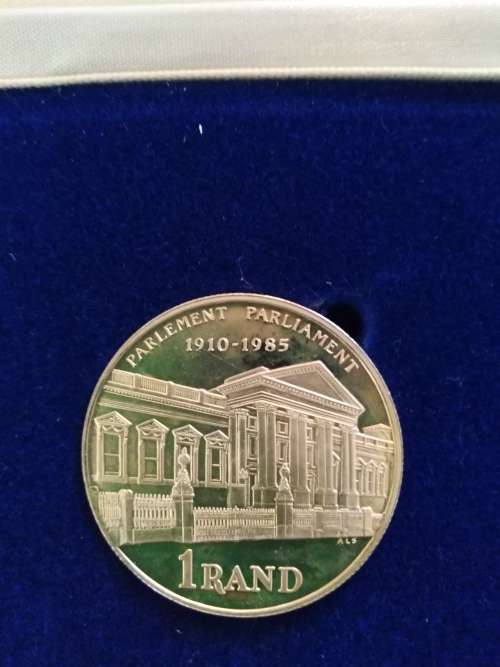 PARLEMENT PARLIAMENT
1910-1985
ALS
1 RAND